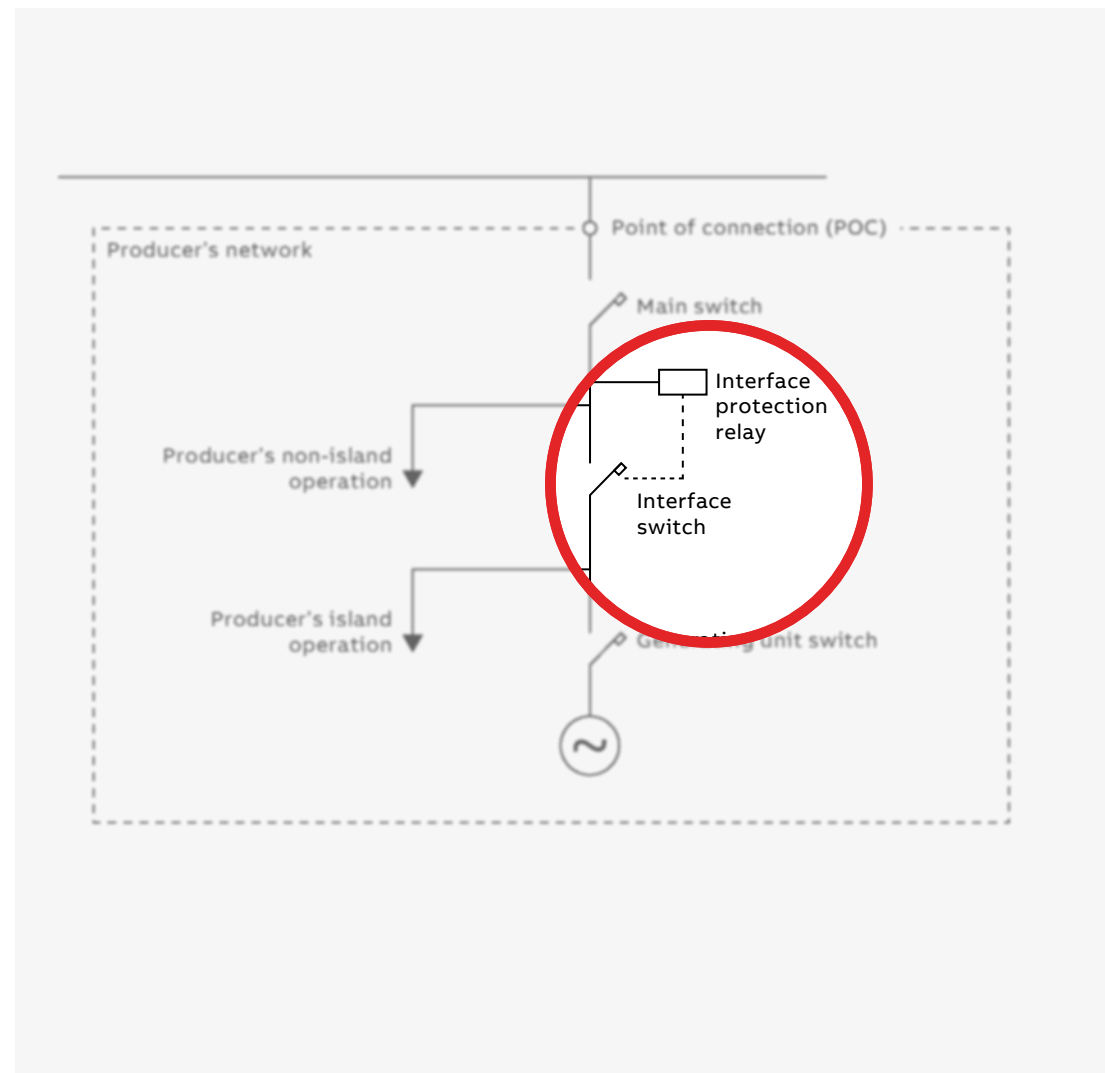 Point of connection (POC)
Producer's network
Main switch
Interface
protection
relay
Producer's non-island
operation
Interface
switch
Producer's island
operation
Generating unit switch